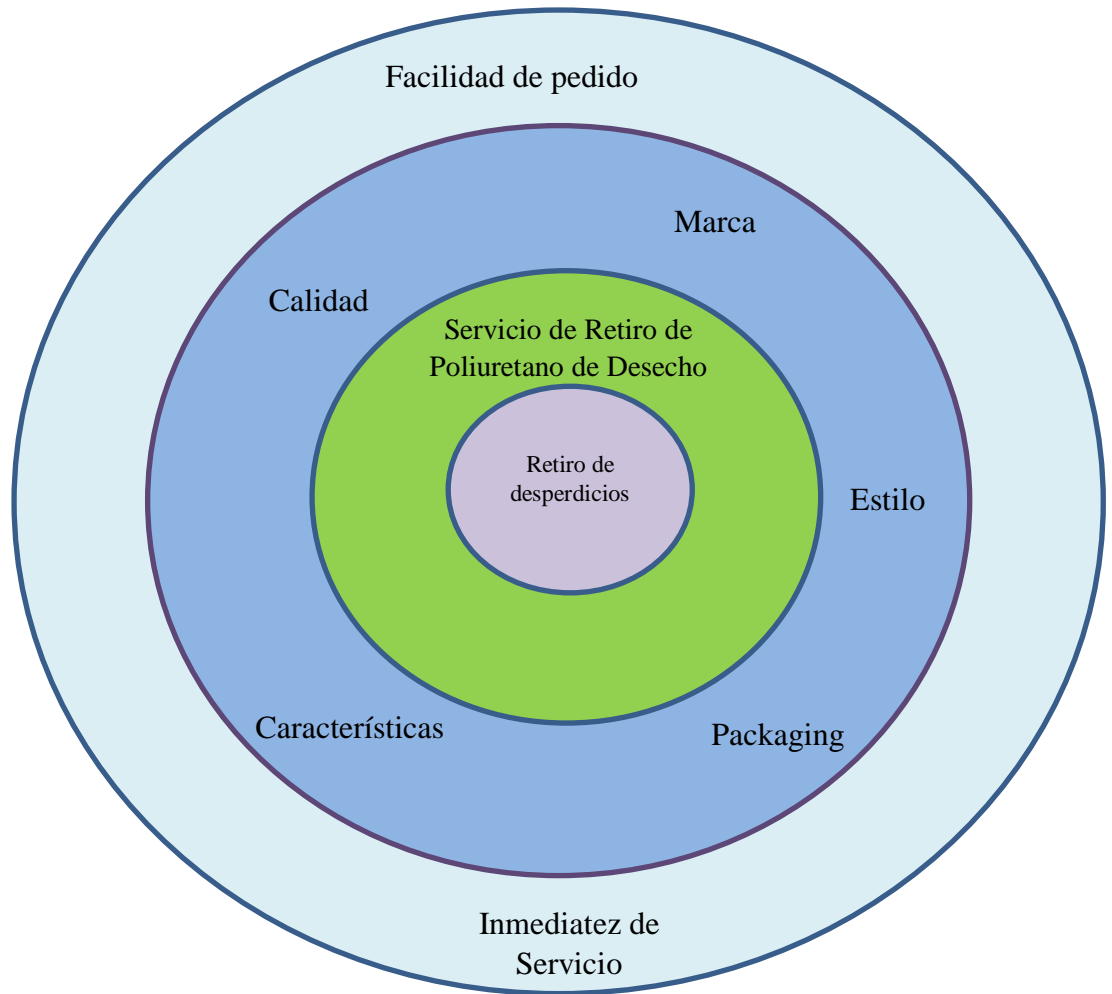 Facilidad de pedido
Marca
Calidad
Servicio de Retiro de
Poliuretano de Desecho
Retiro de
desperdicios
Estilo
Características
Packaging
Inmediatez de
Servicio